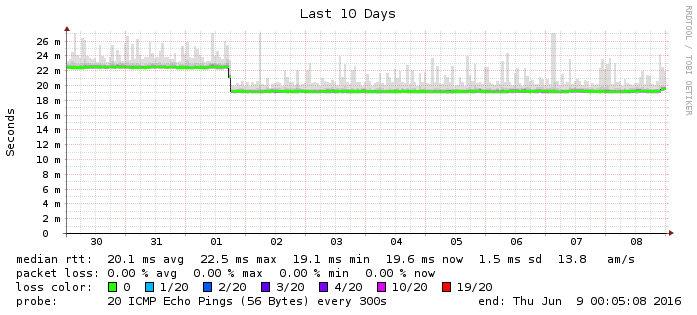 Last 10 Days
RRDTOOL / TOBI OETIKER
Seconds
26 m
24 m
22 m
20 m
18 m
16 m
14 m
12 m
10 m
8 m
6 m
4 m
2 m
0
30 31 01 02 03 04 05 06 07 08
median rtt: 20.1 ms avg 22.5 ms max 19.1 ms min 19.6 ms now 1.5 ms sd 13.8 am/s
packet loss: 0.00 % avg 0.00 % max 0.00 % min 0.00 % now
loss color: 0 1/20 2/20 3/20 4/20 10/20 19/20
probe: 20 ICMP Echo Pings (56 Bytes) every 300s end: Thu Jun 9 00:05:08 2016